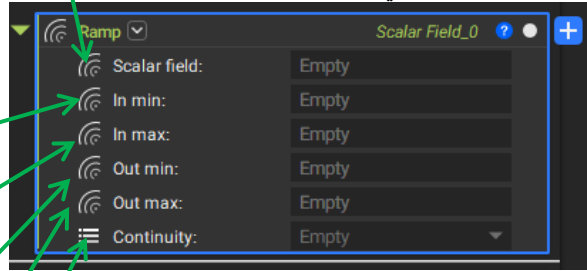 Ramp Scalar Field_0 ?
Scalar field: Empty
In min: Empty
In max: Empty
Out min: Empty
Out max: Empty
Continuity: Empty